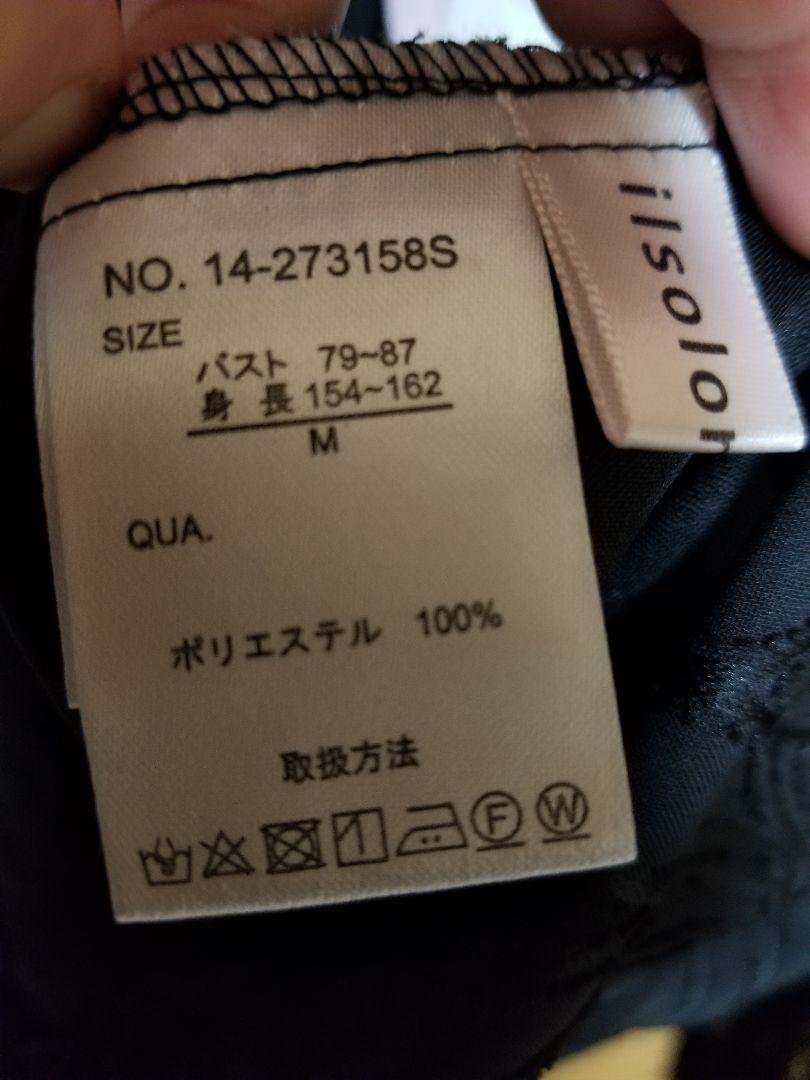 NO. 14-273158S
SIZE
バスト 79~87
身 長 154~162
M
QUA.
ポリエステル 100%
取扱方法
F W
ilsolo